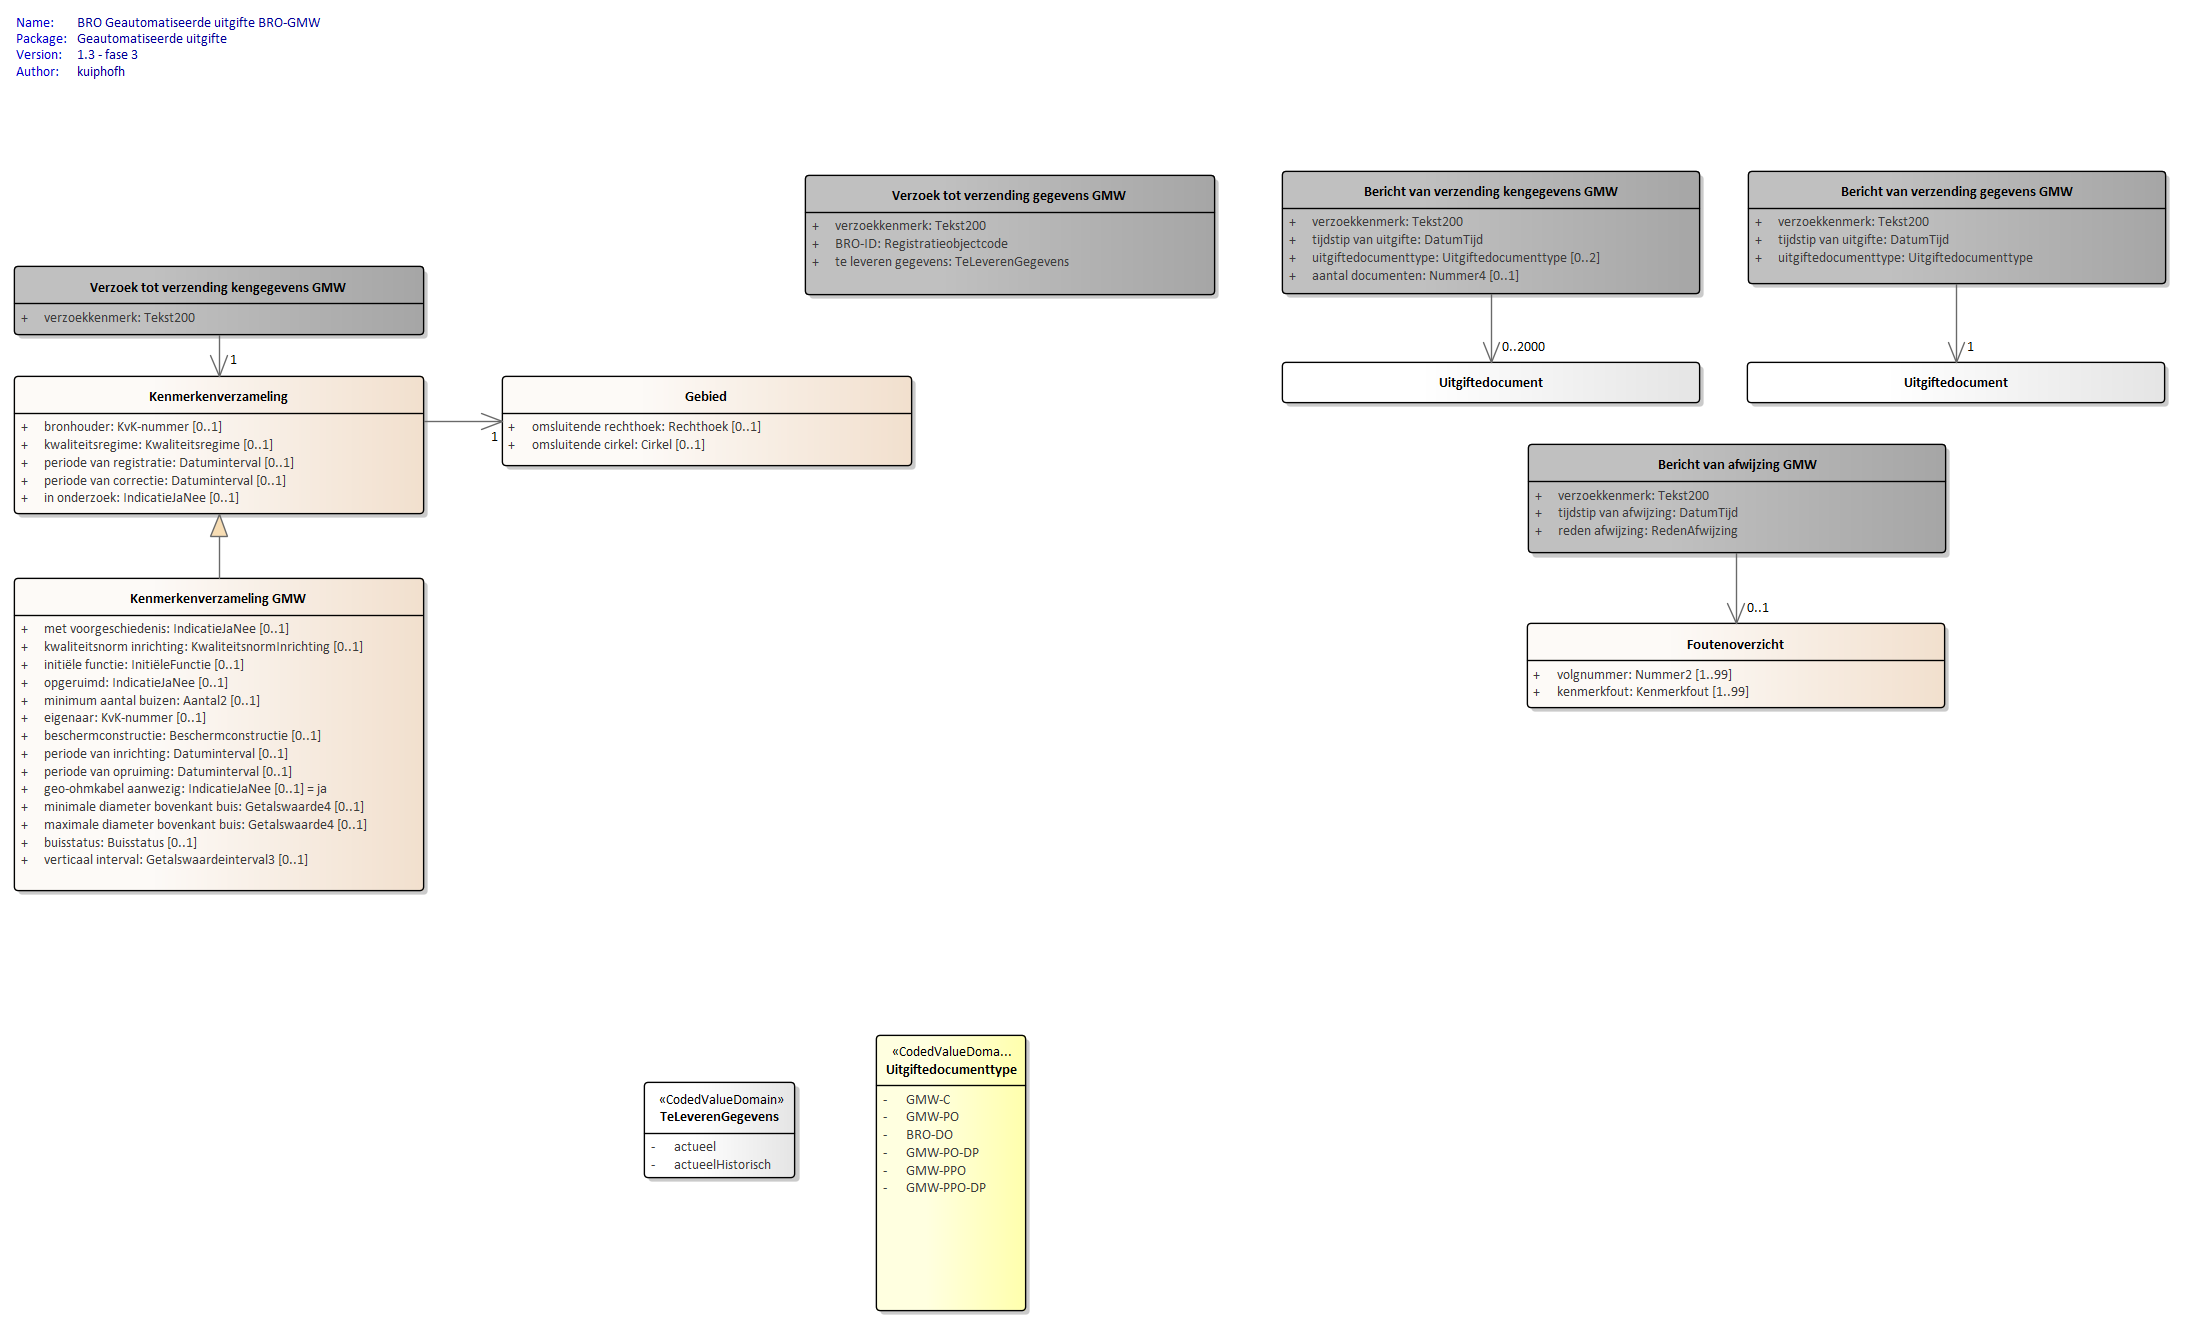 Name: BRO Geautomatiseerde uitgifte BRO-GMW
Package: Geautomatiseerde uitgifte
Version: 1.3 - fase 3
Author: kuiphofh
Verzoek tot verzending kengegevens GMW
+ verzoekkenmerk: Tekst200
1
Kenmerkenverzameling
+ bronhouder: KvK-nummer [0..1]
+ kwaliteitsregime: Kwaliteitsregime [0..1]
+ periode van registratie: Datuminterval [0..1]
+ periode van correctie: Datuminterval [0..1]
+ in onderzoek: IndicatieJaNee [0..1]
1
Gebied
+ omsluitende rechthoek: Rechthoek [0..1]
+ omsluitende cirkel: Cirkel [0..1]
Kenmerkenverzameling GMW
+ met voorgeschiedenis: IndicatieJaNee [0..1]
+ kwaliteitsnorm inrichting: KwaliteitsnormInrichting [0..1]
+ initiële functie: InitiëleFunctie [0..1]
+ opgeruimd: IndicatieJaNee [0..1]
+ minimum aantal buizen: Aantal2 [0..1]
+ eigenaar: KvK-nummer [0..1]
+ beschermconstructie: Beschermconstructie [0..1]
+ periode van inrichting: Datuminterval [0..1]
+ periode van opruiming: Datuminterval [0..1]
+ geo-ohmkabel aanwezig: IndicatieJaNee [0..1] = ja
+ minimale diameter bovenkant buis: Getalswaarde4 [0..1]
+ maximale diameter bovenkant buis: Getalswaarde4 [0..1]
+ buisstatus: Buisstatus [0..1]
+ verticaal interval: Getalswaardeinterval3 [0..1]
Verzoek tot verzending gegevens GMW
+ verzoekkenmerk: Tekst200
+ BRO-ID: Registratieobjectcode
+ te leveren gegevens: TeLeverenGegevens
Bericht van verzending kengegevens GMW
+ verzoekkenmerk: Tekst200
+ tijdstip van uitgifte: DatumTijd
+ uitgiftedocumenttype: Uitgiftedocumenttype [0..2]
+ aantal documenten: Nummer4 [0..1]
0..2000
Uitgiftedocument
Bericht van verzending gegevens GMW
+ verzoekkenmerk: Tekst200
+ tijdstip van uitgifte: DatumTijd
+ uitgiftedocumenttype: Uitgiftedocumenttype
1
Uitgiftedocument
Bericht van afwijzing GMW
+ verzoekkenmerk: Tekst200
+ tijdstip van afwijzing: DatumTijd
+ reden afwijzing: RedenAfwijzing
0..1
Foutenoverzicht
+ volgnummer: Nummer2 [1..99]
+ kenmerkfout: Kenmerkfout [1..99]
«CodedValueDomain»
TeLeverenGegevens
- actueel
- actueelHistorisch
«CodedValueDoma...
Uitgiftedocumenttype
- GMW-C
- GMW-PO
- BRO-DO
- GMW-PO-DP
- GMW-PPO
- GMW-PPO-DP